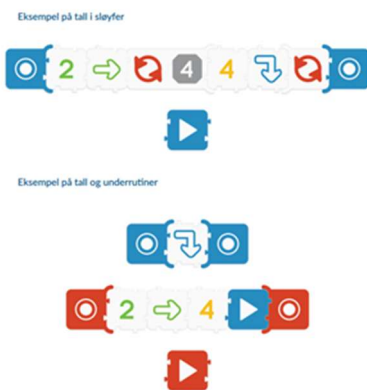 Eksempel på tall i sløyfer
2 4 4
Eksempel på tall og underrutiner
2 4